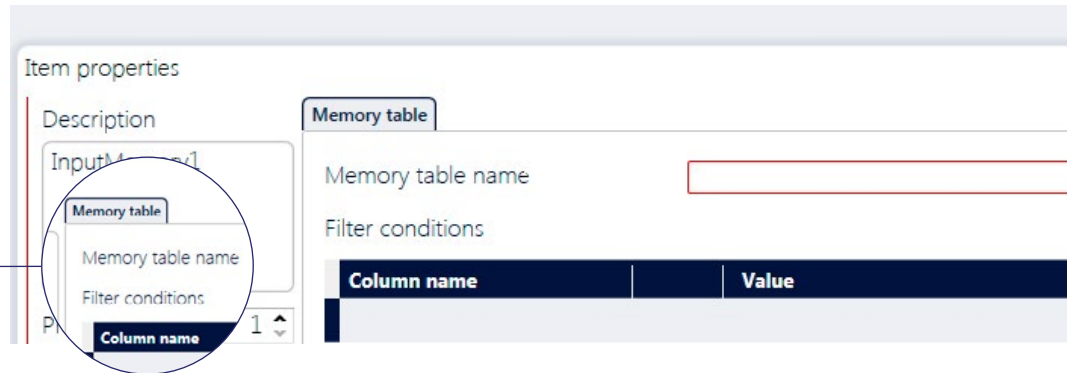 Item properties
Description
Memory table
Memory table name
Filter conditions
Column name Value
1
Memory table
Memory table name
Filter conditions
Column name